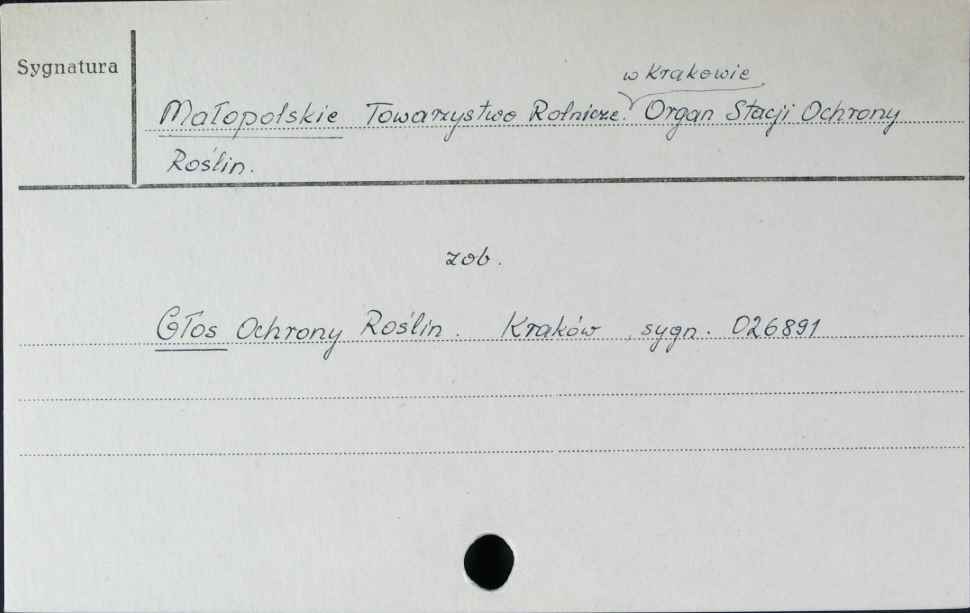 Sygnatura
w Krakowie
Małopolskie Towarzystwo Rolnicze. Organ Stacji Ochrony
Roślin.
zob.
Głos Ochrony Roślin. Kraków, sygn. 026891